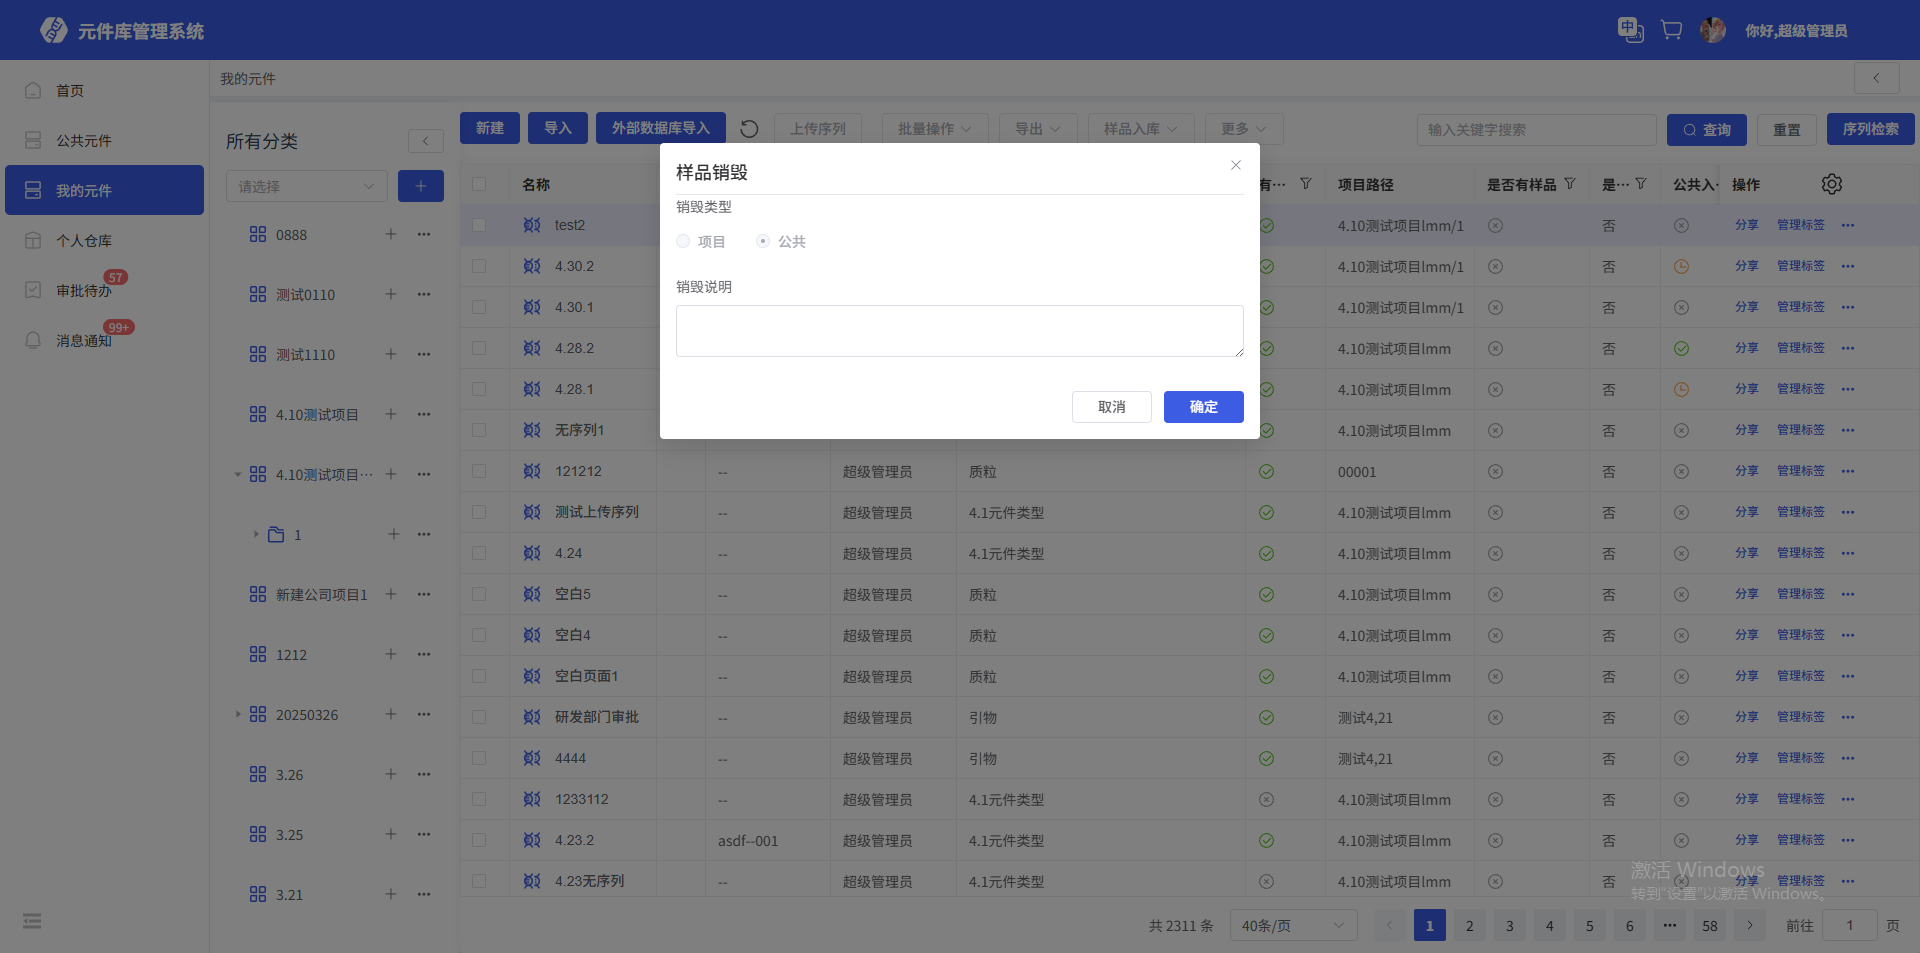 元件库管理系统
中
你好,超级管理员
首页
公共元件
我的元件
个人仓库
审批待办
57
消息通知
99+
我的元件
所有分类
请选择
0888
测试0110
测试1110
4.10测试项目
4.10测试项目···
1
新建公司项目1
1212
20250326
3.26
3.25
3.21
新建 导入 外部数据库导入 上传序列 批量操作 导出 样品入库 更多 输入关键字搜索 查询 重置 序列检索
名称 有··· 项目路径 是否有样品 是··· 公共入· 操作
test2 4.10测试项目lmm/1 否 分享 管理标签
4.30.2 4.10测试项目lmm/1 否 分享 管理标签
4.30.1 4.10测试项目lmm/1 否 分享 管理标签
4.28.2 4.10测试项目lmm 否 分享 管理标签
4.28.1 4.10测试项目lmm 否 分享 管理标签
无序列1 4.10测试项目lmm 否 分享 管理标签
121212 -- 超级管理员 质粒 00001 否 分享 管理标签
测试上传序列 -- 超级管理员 4.1元件类型 4.10测试项目lmm 否 分享 管理标签
4.24 -- 超级管理员 4.1元件类型 4.10测试项目lmm 否 分享 管理标签
空白5 -- 超级管理员 质粒 4.10测试项目lmm 否 分享 管理标签
空白4 -- 超级管理员 质粒 4.10测试项目lmm 否 分享 管理标签
空白页面1 -- 超级管理员 质粒 4.10测试项目lmm 否 分享 管理标签
研发部门审批 -- 超级管理员 引物 测试4,21 否 分享 管理标签
4444 -- 超级管理员 引物 测试4,21 否 分享 管理标签
1233112 -- 超级管理员 4.1元件类型 4.10测试项目lmm 否 分享 管理标签
4.23.2 asdf--001 超级管理员 4.1元件类型 4.10测试项目lmm 否 分享 管理标签
4.23无序列 -- 超级管理员 4.1元件类型 4.10测试项目lmm 否 分享 管理标签
样品销毁
销毁类型
项目 公共
销毁说明
取消 确定
激活 Windows
转到"设置"以激活 Windows。
共 2311 条 40条/页 1 2 3 4 5 6 ··· 58 前往 1 页